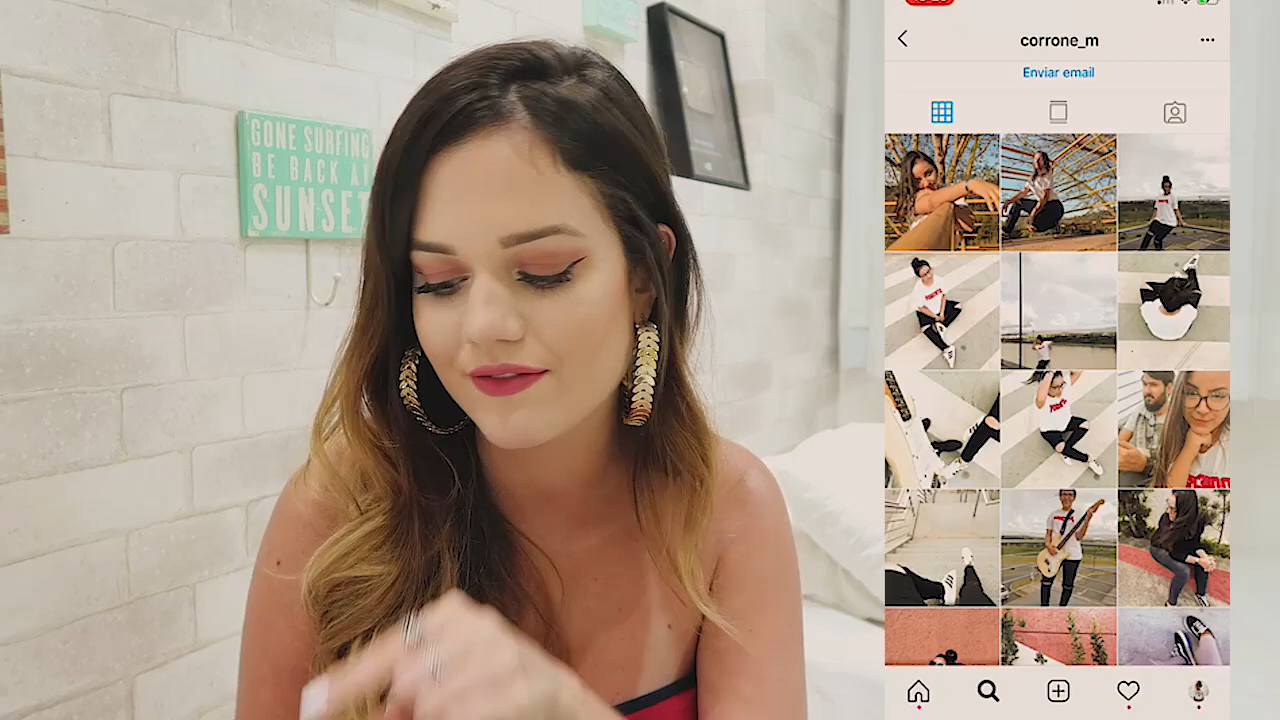 GONE SURFING
BE BACK AT
SUNSET
corrone_m
Enviar email